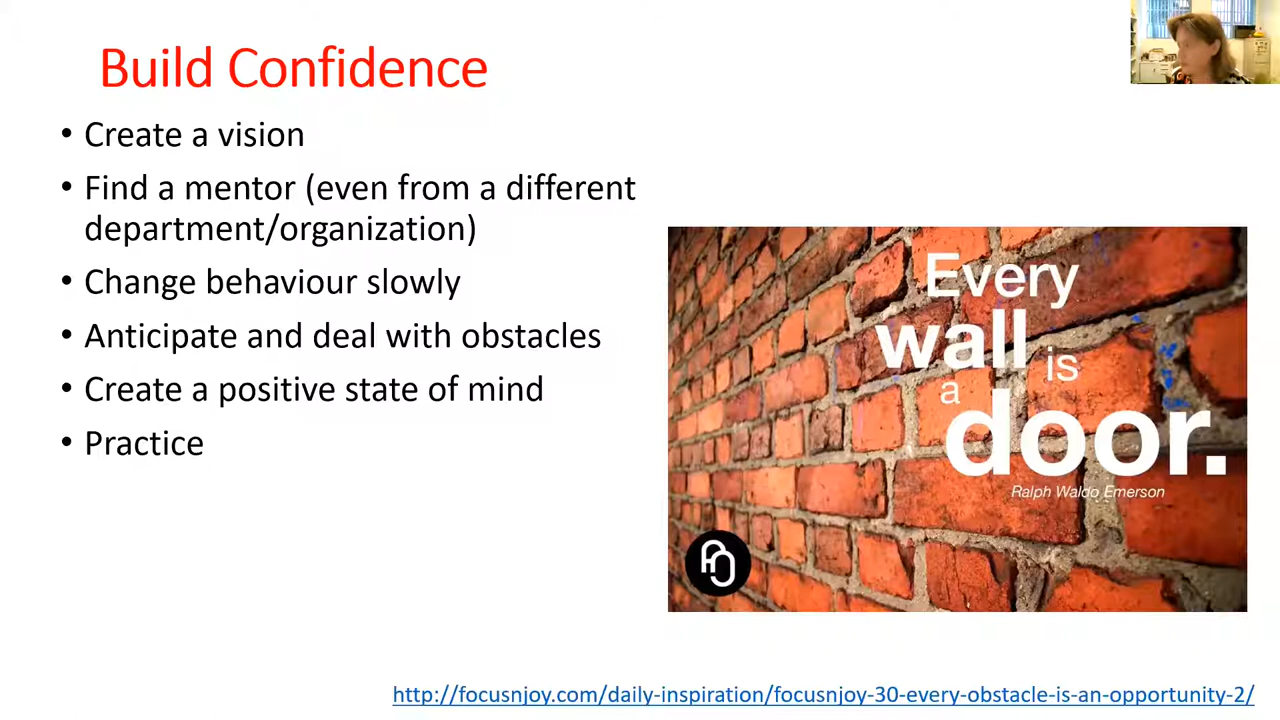 Build Confidence
• Create a vision
• Find a mentor (even from a different
department/organization)
• Change behaviour slowly
• Anticipate and deal with obstacles
• Create a positive state of mind
• Practice
Every
wall is
a
door.
Ralph Waldo Emerson
http://focusnjoy.com/daily-inspiration/focusnjoy-30-every-obstacle-is-an-opportunity-2/